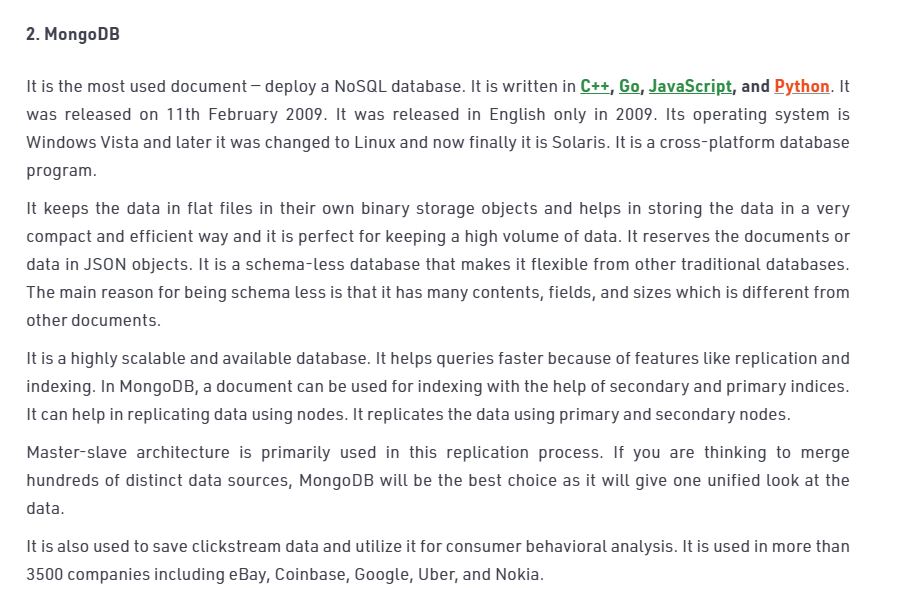 2. MongoDB
It is the most used document – deploy a NoSQL database. It is written in C++, Go, JavaScript, and Python. It
was released on 11th February 2009. It was released in English only in 2009. Its operating system is
Windows Vista and later it was changed to Linux and now finally it is Solaris. It is a cross-platform database
program.
It keeps the data in flat files in their own binary storage objects and helps in storing the data in a very
compact and efficient way and it is perfect for keeping a high volume of data. It reserves the documents or
data in JSON objects. It is a schema-less database that makes it flexible from other traditional databases.
The main reason for being schema less is that it has many contents, fields, and sizes which is different from
other documents.
It is a highly scalable and available database. It helps queries faster because of features like replication and
indexing. In MongoDB, a document can be used for indexing with the help of secondary and primary indices.
It can help in replicating data using nodes. It replicates the data using primary and secondary nodes.
Master-slave architecture is primarily used in this replication process. If you are thinking to merge
hundreds of distinct data sources, MongoDB will be the best choice as it will give one unified look at the
data.
It is also used to save clickstream data and utilize it for consumer behavioral analysis. It is used in more than
3500 companies including eBay, Coinbase, Google, Uber, and Nokia.